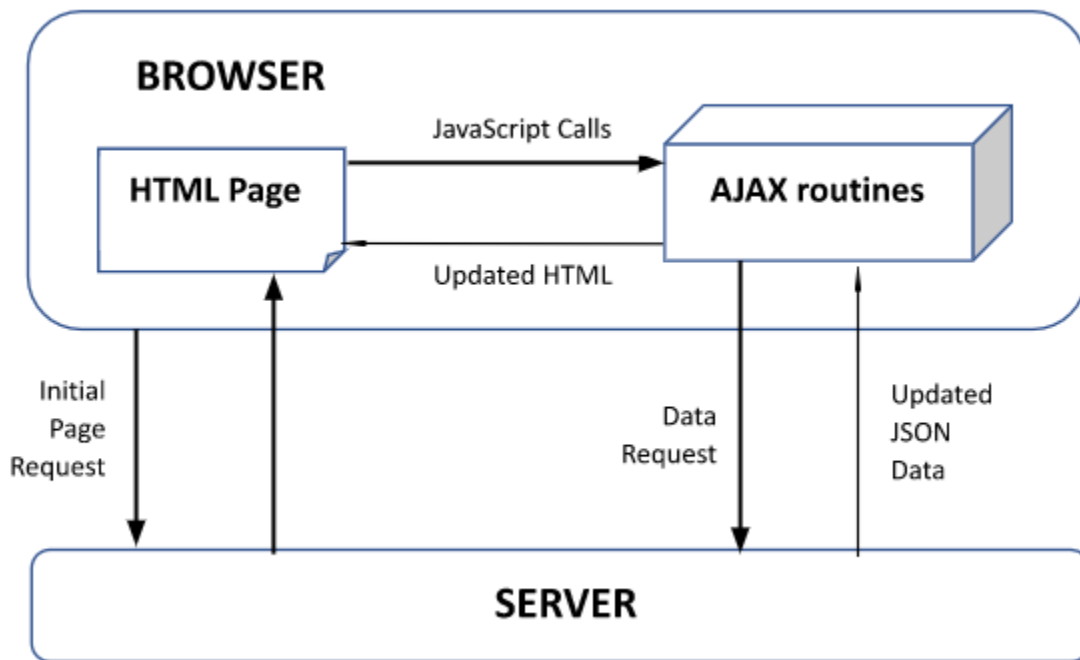 BROWSER
JavaScript Calls
HTML Page
AJAX routines
Updated HTML
Initial
Page
Request
Data
Request
Updated
JSON
Data
SERVER